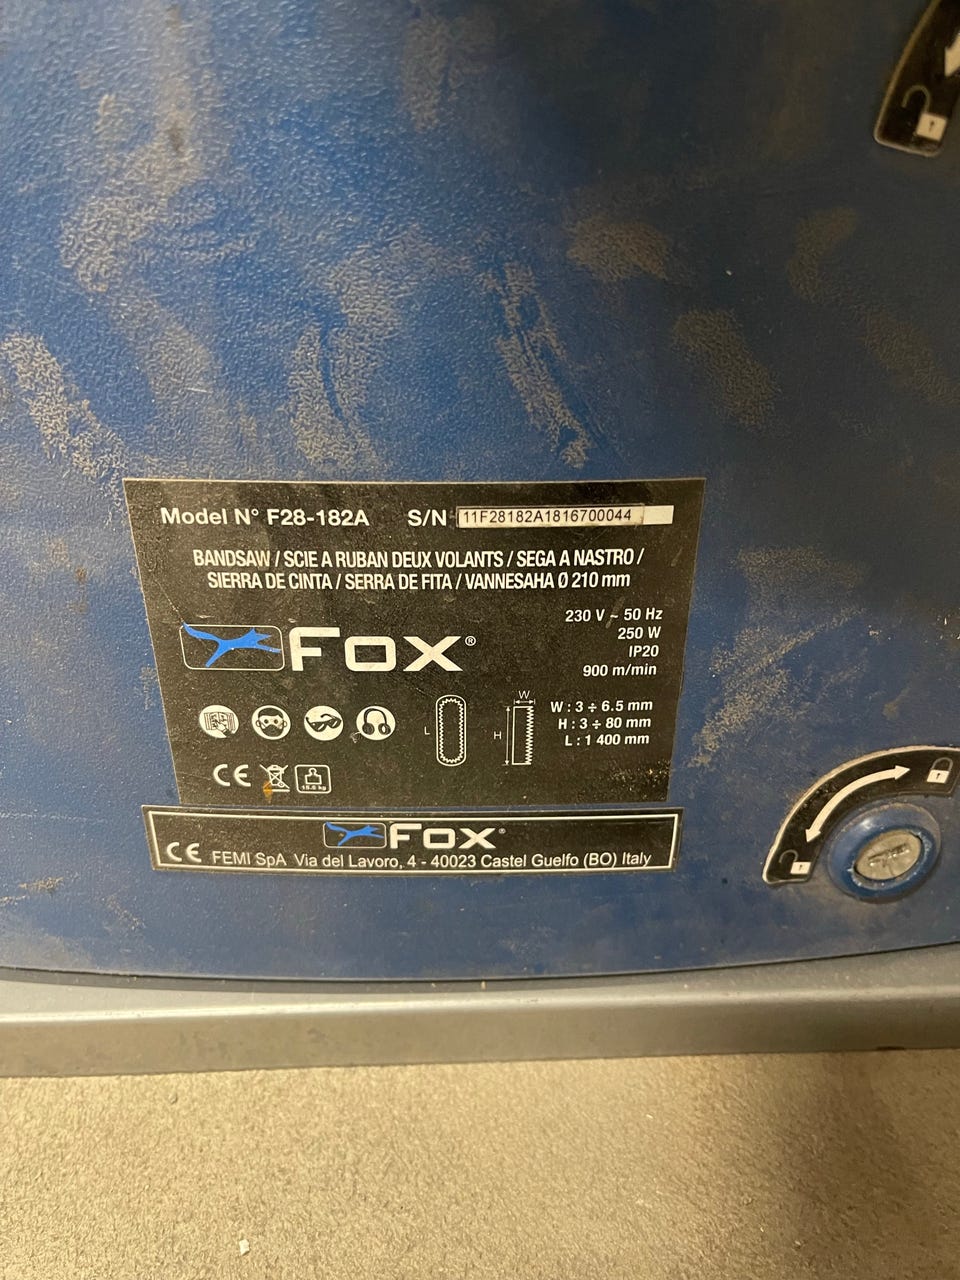 Model N° F28-182A S/N 11F28182A1816700044
BANDSAW / SCIE A RUBAN DEUX VOLANTS / SEGA A NASTRO /
SIERRA DE CINTA / SERRA DE FITA / VANNESAHA Ø 210 mm
230 V ~ 50 Hz
250 W
IP20
900 m/min
FOX®
W
L
H
W : 3 ÷ 6.5 mm
H : 3 ÷ 80 mm
L : 1 400 mm
CE
FOX®
CE FEMI SpA Via del Lavoro, 4 - 40023 Castel Guelfo (BO) Italy